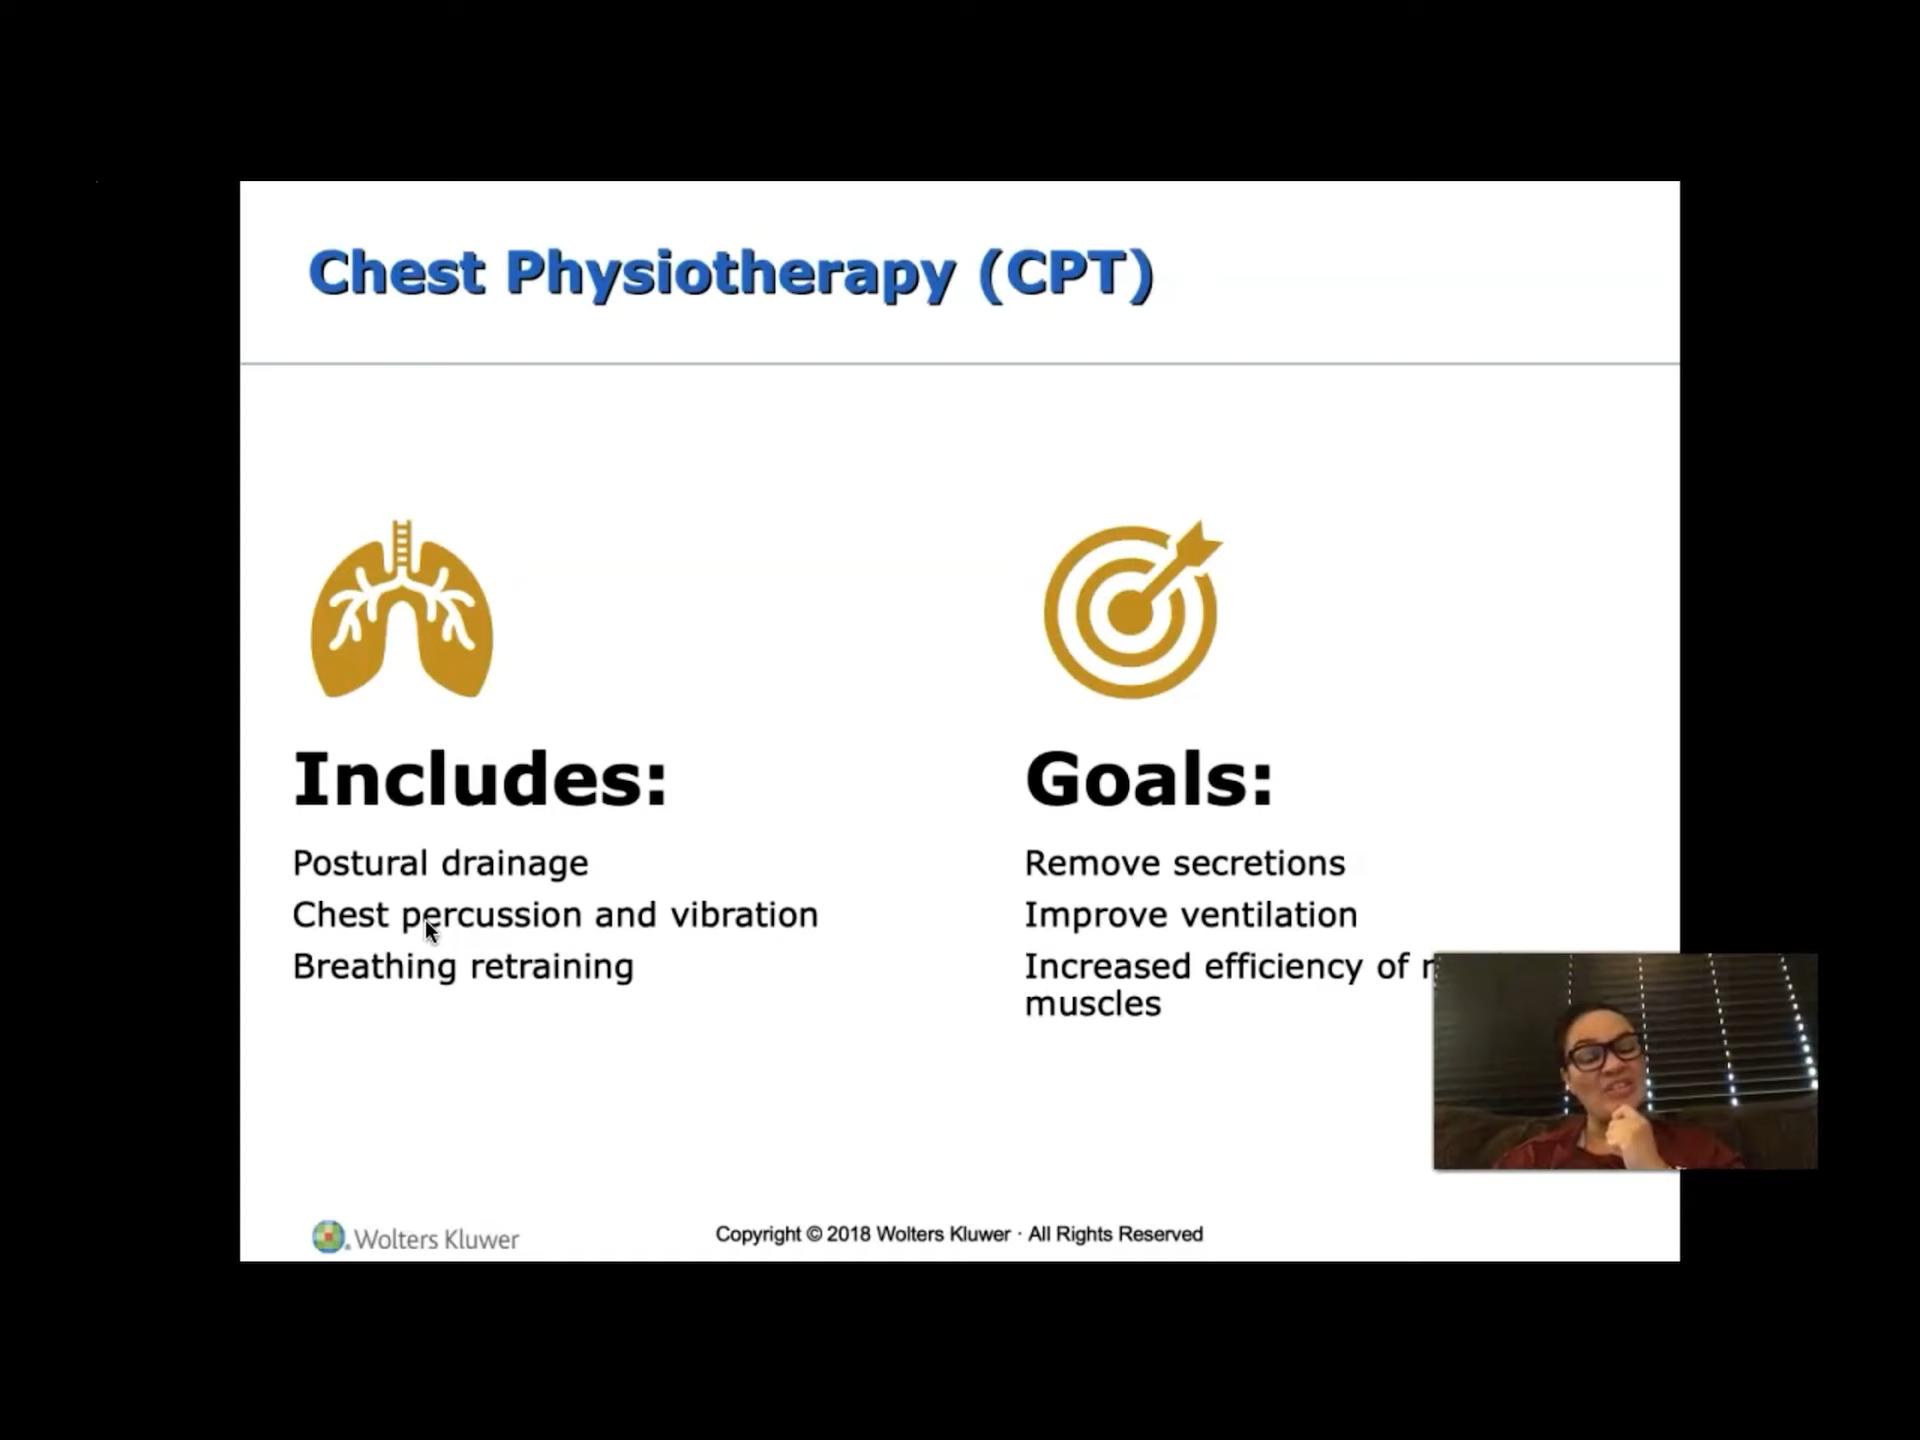 Chest Physiotherapy (CPT)
Includes:
Postural drainage
Chest percussion and vibration
Breathing retraining
Goals:
Remove secretions
Improve ventilation
Increased efficiency of
muscles
Wolters Kluwer
Copyright © 2018 Wolters Kluwer · All Rights Reserved